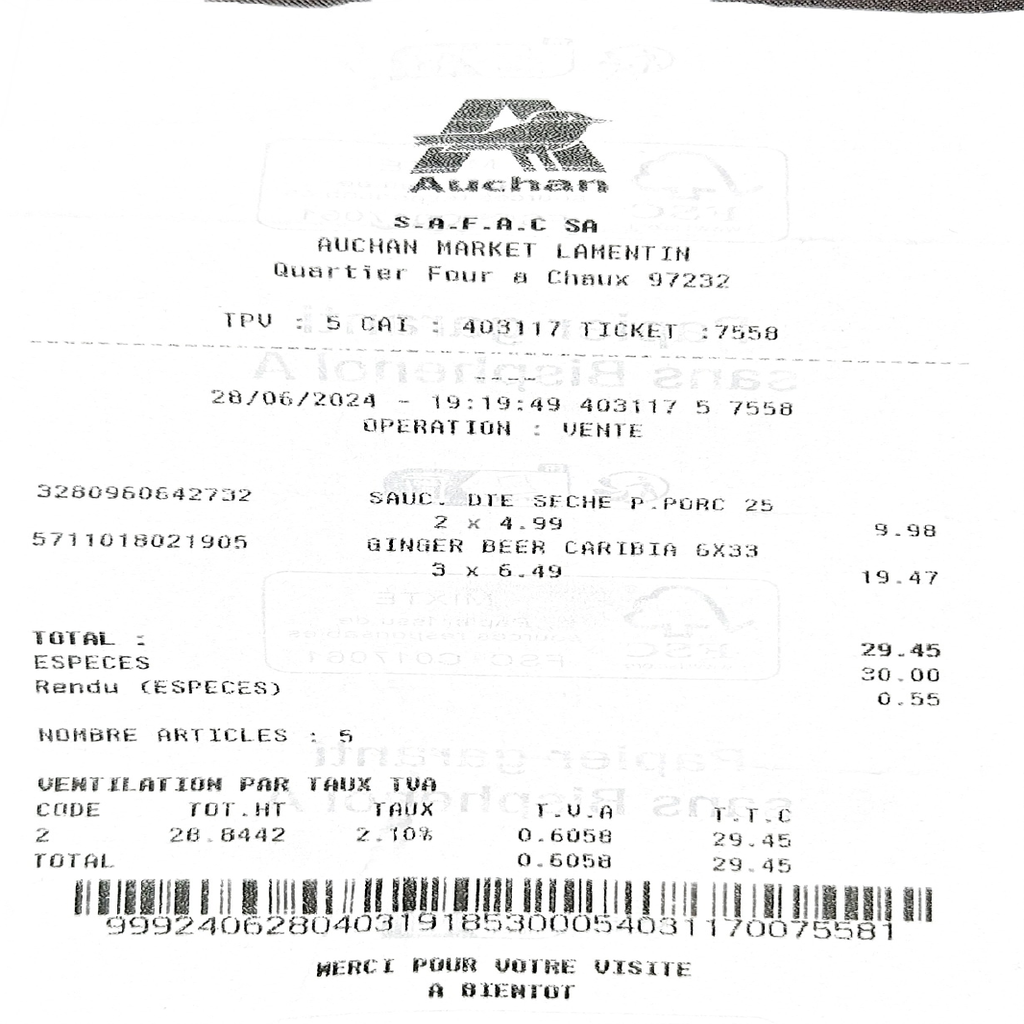 Auchan
S.A.F.A.C SA
AUCHAN MARKET LAMENTIN
Quartier Four a Chaux 97232
TPV : 5 CAI : 403117 TICKET :7558
----
28/06/2024 - 19:19:49 403117 5 7558
OPERATION : VENTE
3280960642732 SAUC. DIE SECHE P.PORC 25
2 x 4.99 9.98
5711018021905 GINGER BEER CARIBIA 6X33
3 x 6.49 19.47
TOTAL : 29.45
ESPECES 30.00
Rendu (ESPECES) 0.55
NOMBRE ARTICLES : 5
VENTILATION PAR TAUX TVA
CODE TOT.HT TAUX T.V.A T.T.C
2 28.8442 2.10% 0.6058 29.45
TOTAL 0.6058 29.45
999240628040319185300054031170075581
MERCI POUR VOTRE VISITE
A BIENTOT